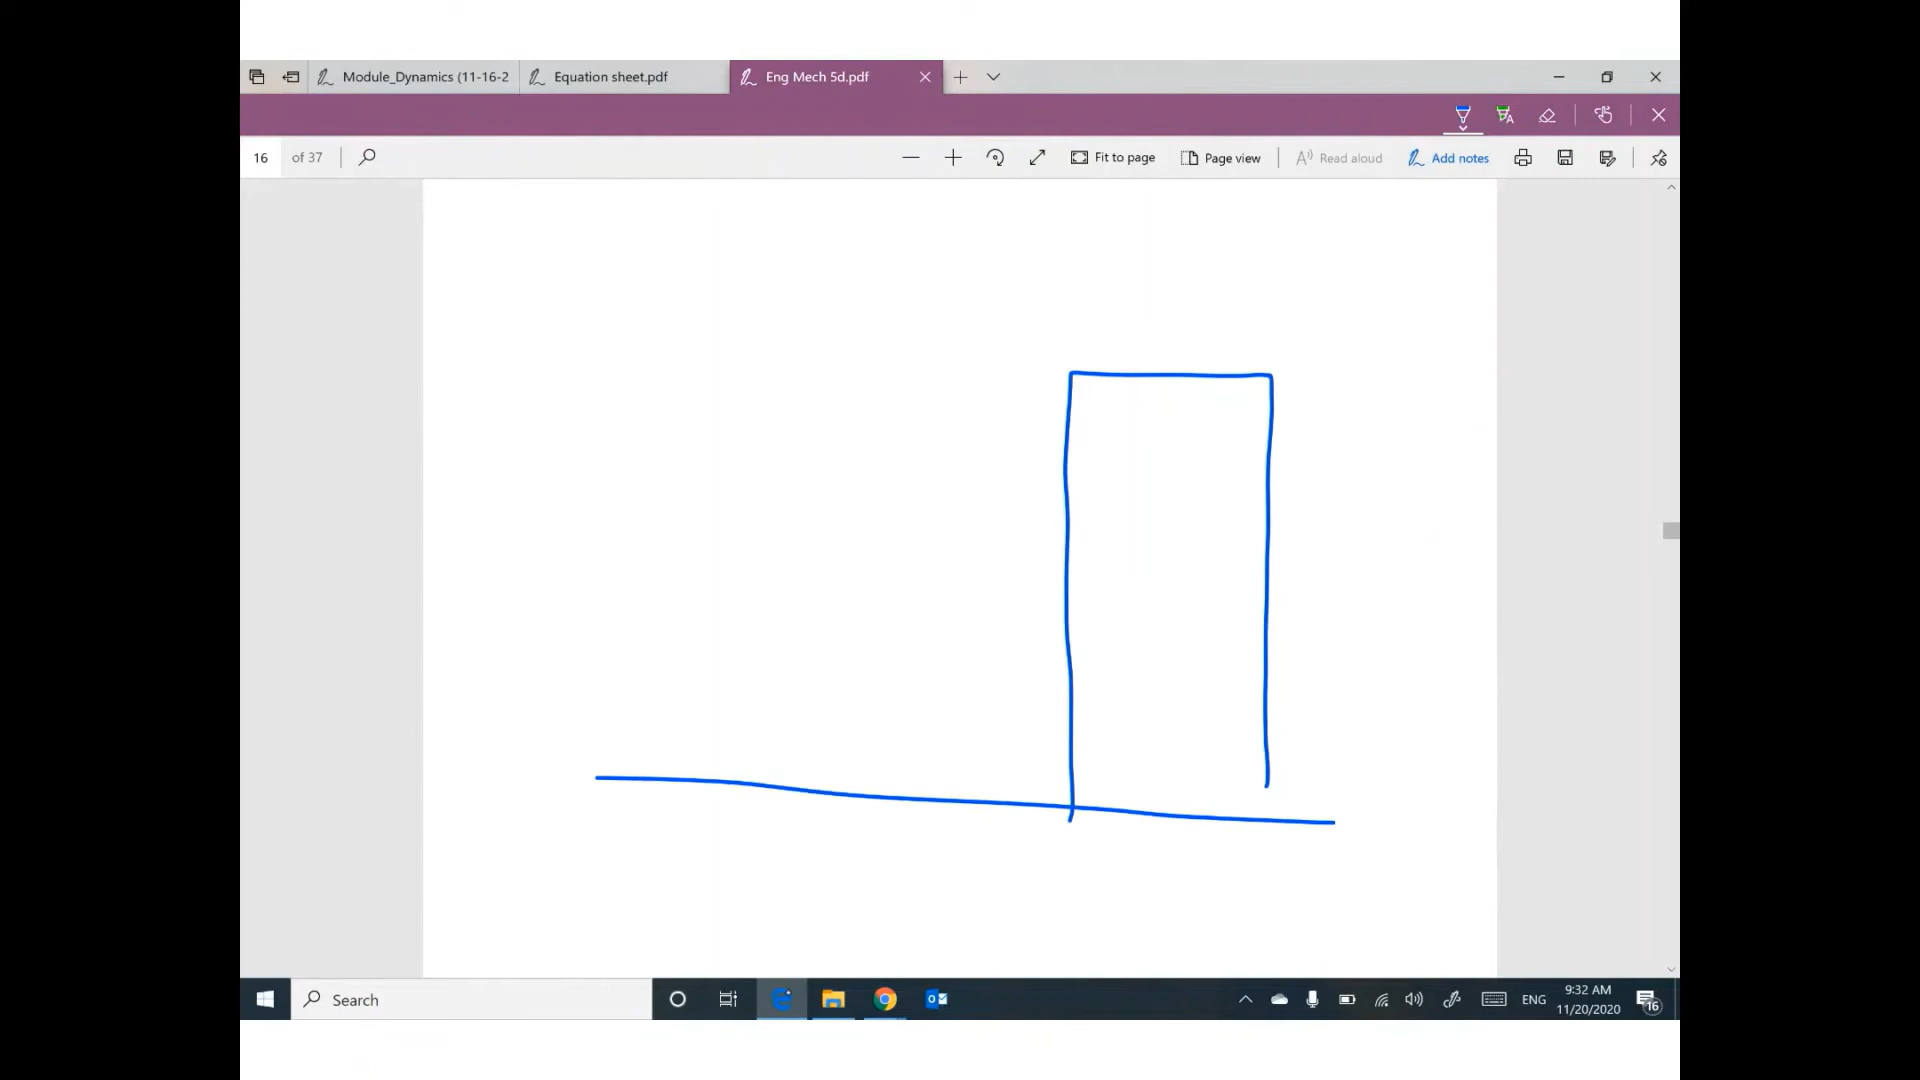 Module_Dynamics (11-16-2
Equation sheet.pdf
Eng Mech 5d.pdf
16 of 37
Fit to page
Page view
Read aloud
Add notes
Search
ENG
9:32 AM
11/20/2020
16